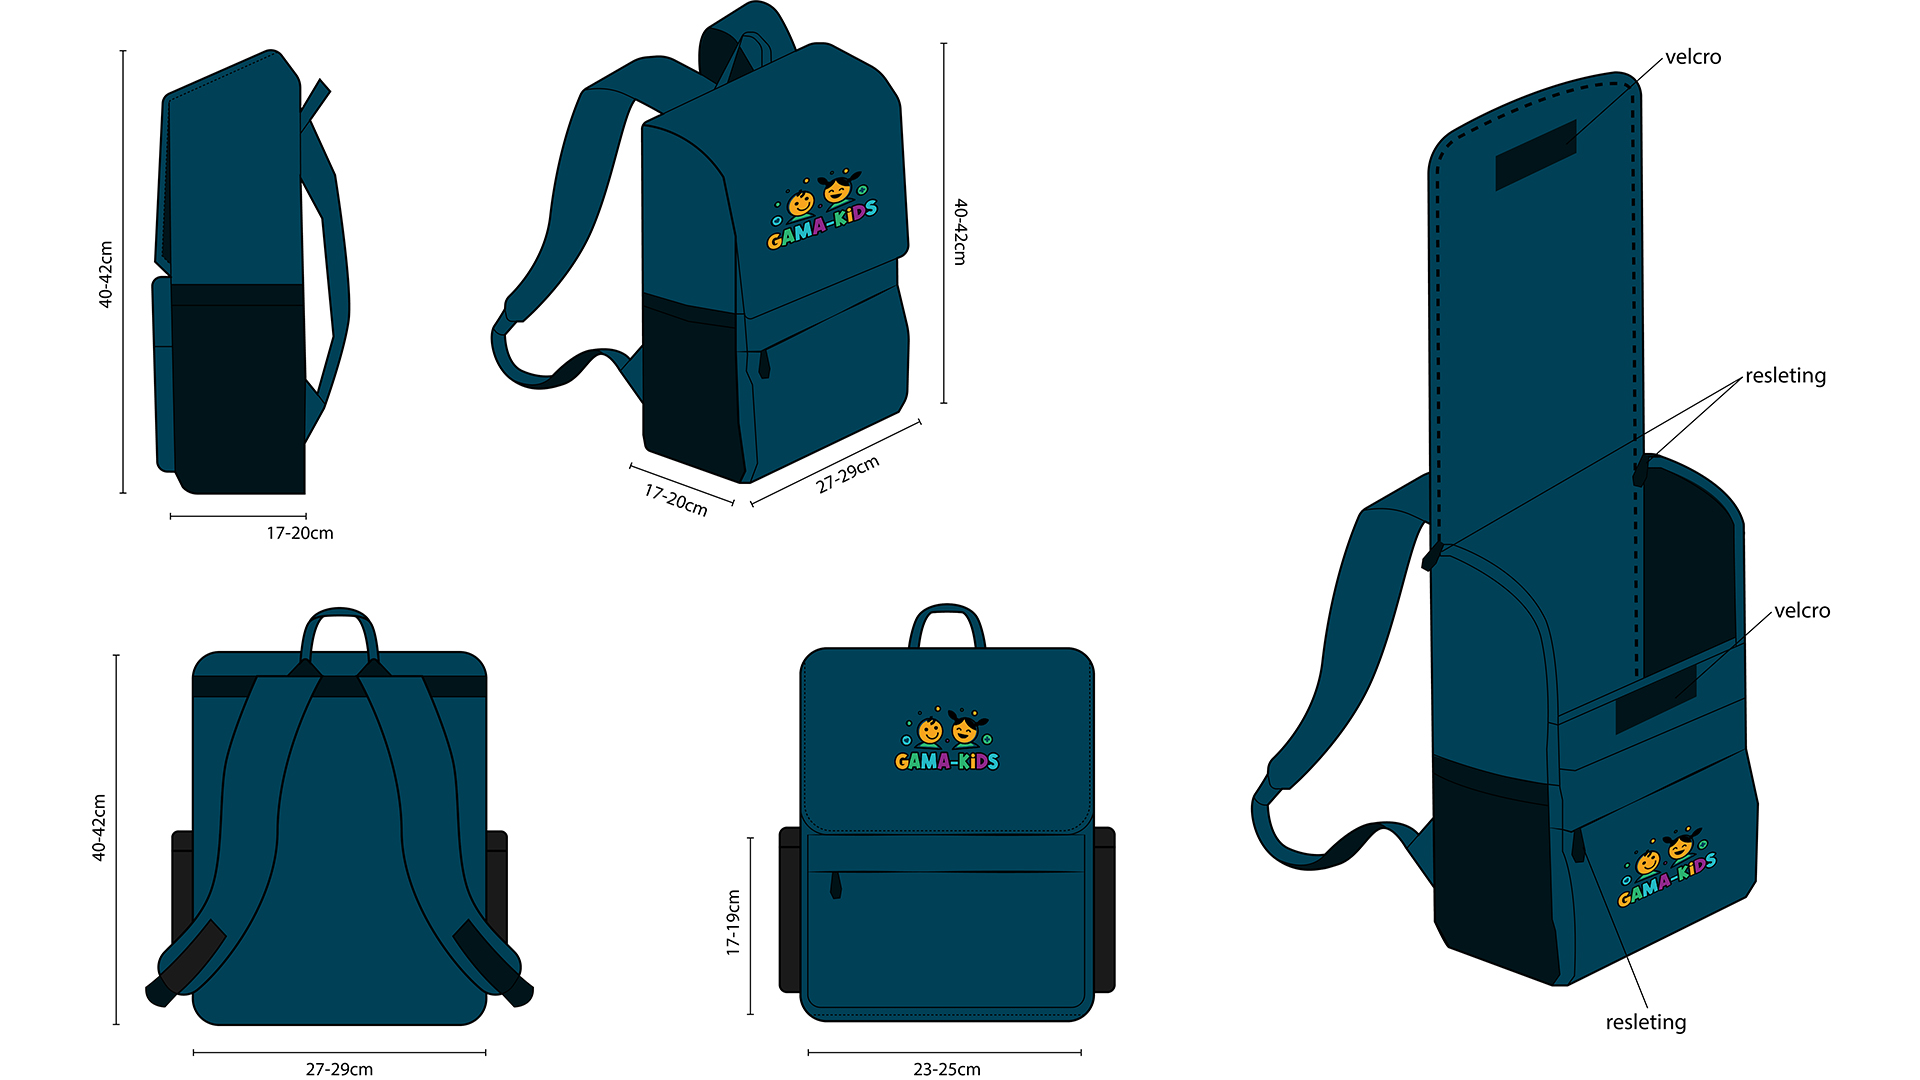 40-42cm
17-20cm
GAMA-KiDS
40-42cm
17-20cm
27-29cm
velcro
resleting
velcro
GAMA-KiDS
resleting
40-42cm
27-29cm
GAMA-KiDS
17-19cm
23-25cm